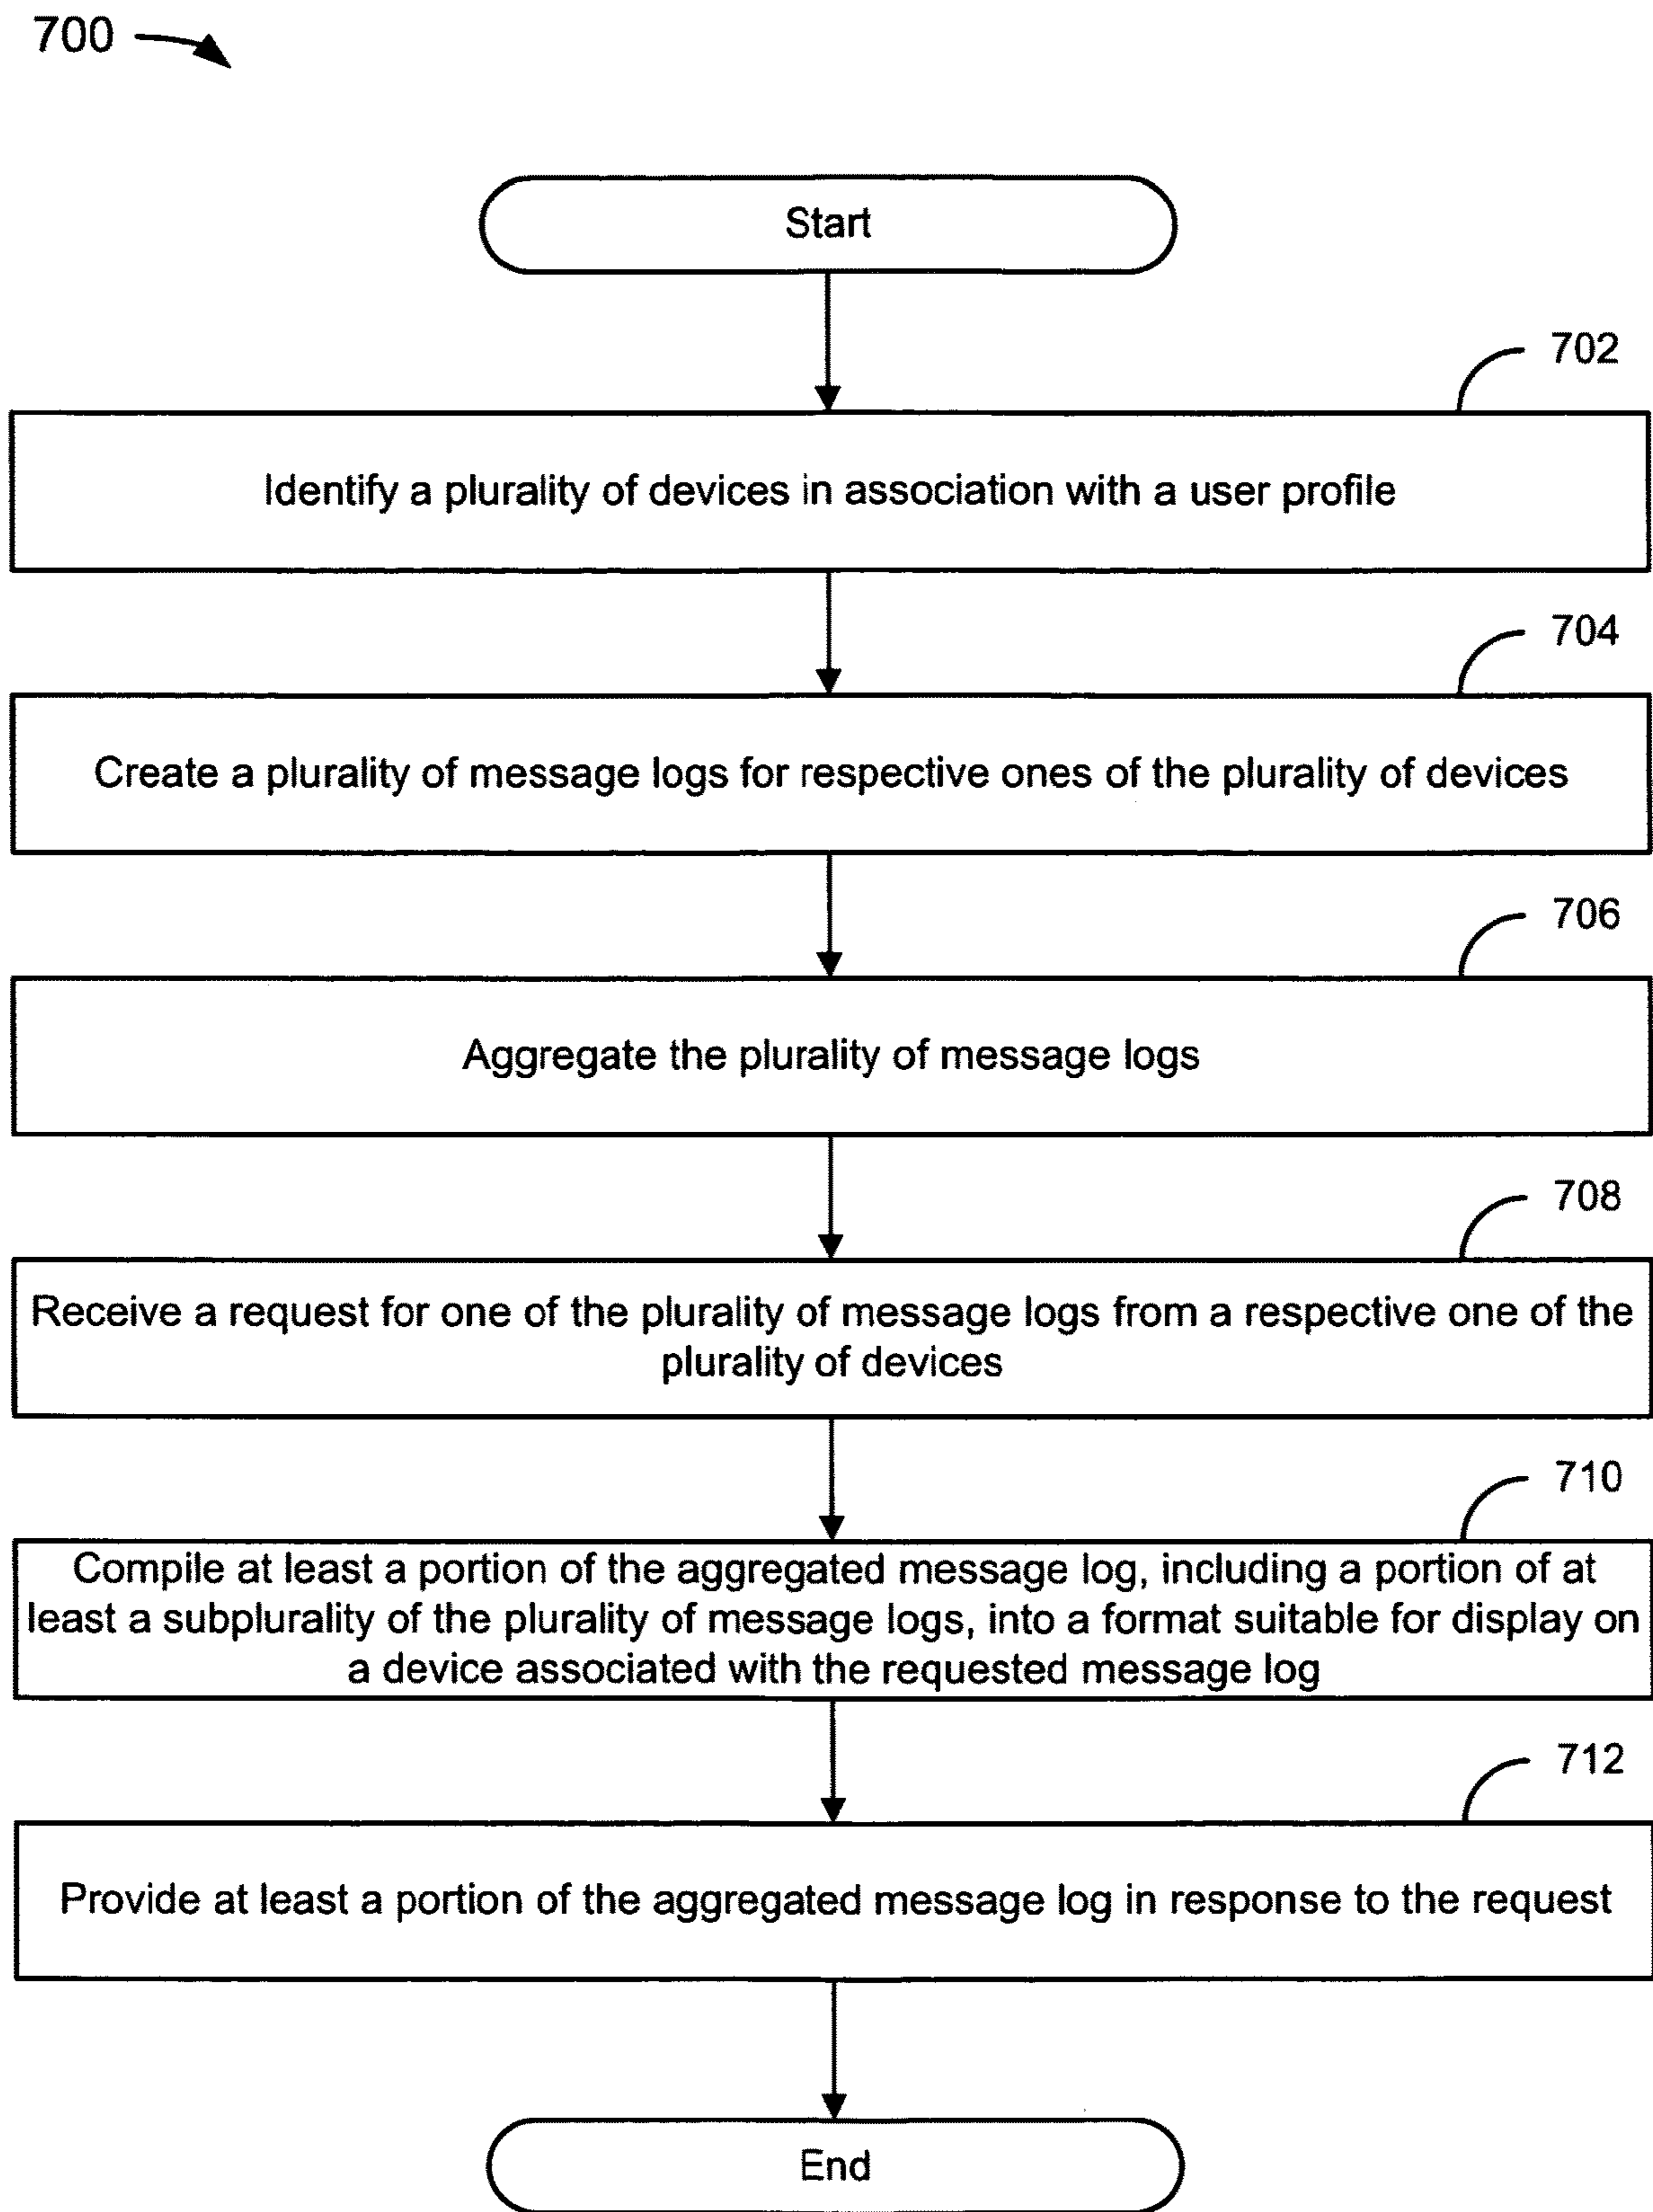 700
Start
702
Identify a plurality of devices in association with a user profile
704
Create a plurality of message logs for respective ones of the plurality of devices
706
Aggregate the plurality of message logs
708
Receive a request for one of the plurality of message logs from a respective one of the
plurality of devices
710
Compile at least a portion of the aggregated message log, including a portion of at
least a subplurality of the plurality of message logs, into a format suitable for display on
a device associated with the requested message log
712
Provide at least a portion of the aggregated message log in response to the request
End